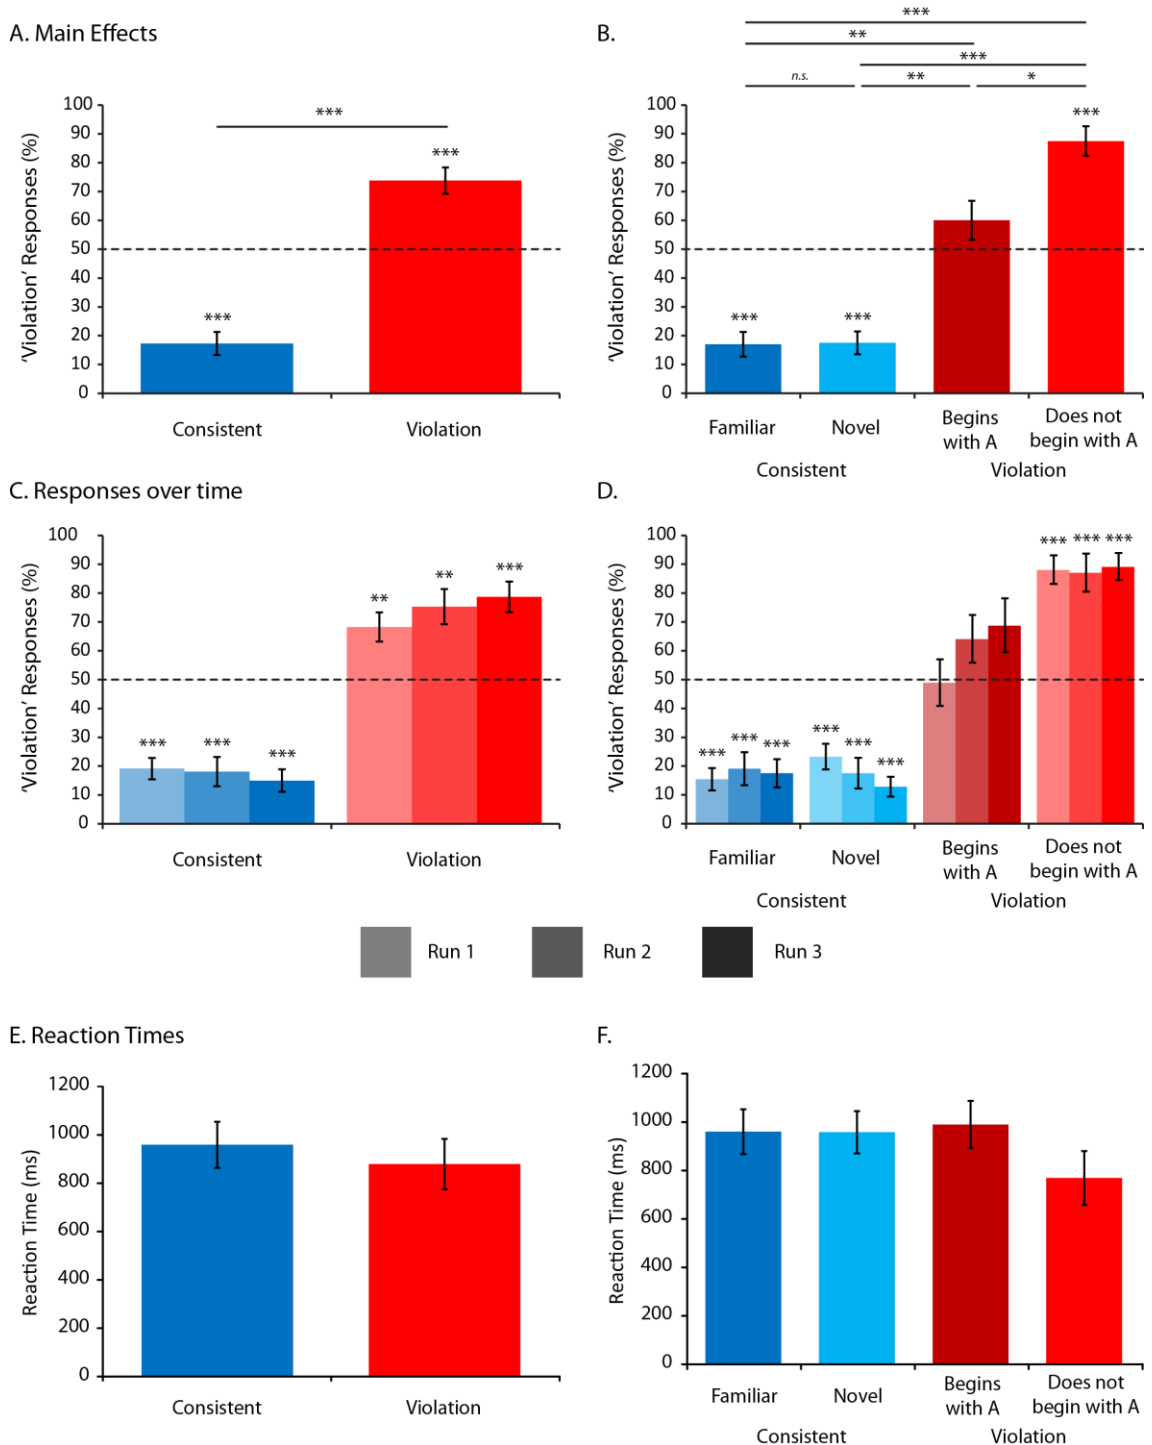 A. Main Effects
'Violation' Responses (%)
100
90
80
70
60
50
40
30
20
10
0
***
***
***
Consistent
Violation
B.
***
**
***
n.s.
**
*
'Violation' Responses (%)
100
90
80
70
60
50
40
30
20
10
0
***
***
***
Familiar
Novel
Begins
with A
Does not
begin with A
Consistent
Violation
C. Responses over time
'Violation' Responses (%)
100
90
80
70
60
50
40
30
20
10
0
***
***
***
**
**
***
Consistent
Violation
D.
'Violation' Responses (%)
100
90
80
70
60
50
40
30
20
10
0
***
***
***
***
***
***
***
***
***
Familiar
Novel
Begins
with A
Does not
begin with A
Consistent
Violation
Run 1
Run 2
Run 3
E. Reaction Times
Reaction Time (ms)
1200
1000
800
600
400
200
0
Consistent
Violation
F.
Reaction Time (ms)
1200
1000
800
600
400
200
0
Familiar
Novel
Begins
with A
Does not
begin with A
Consistent
Violation